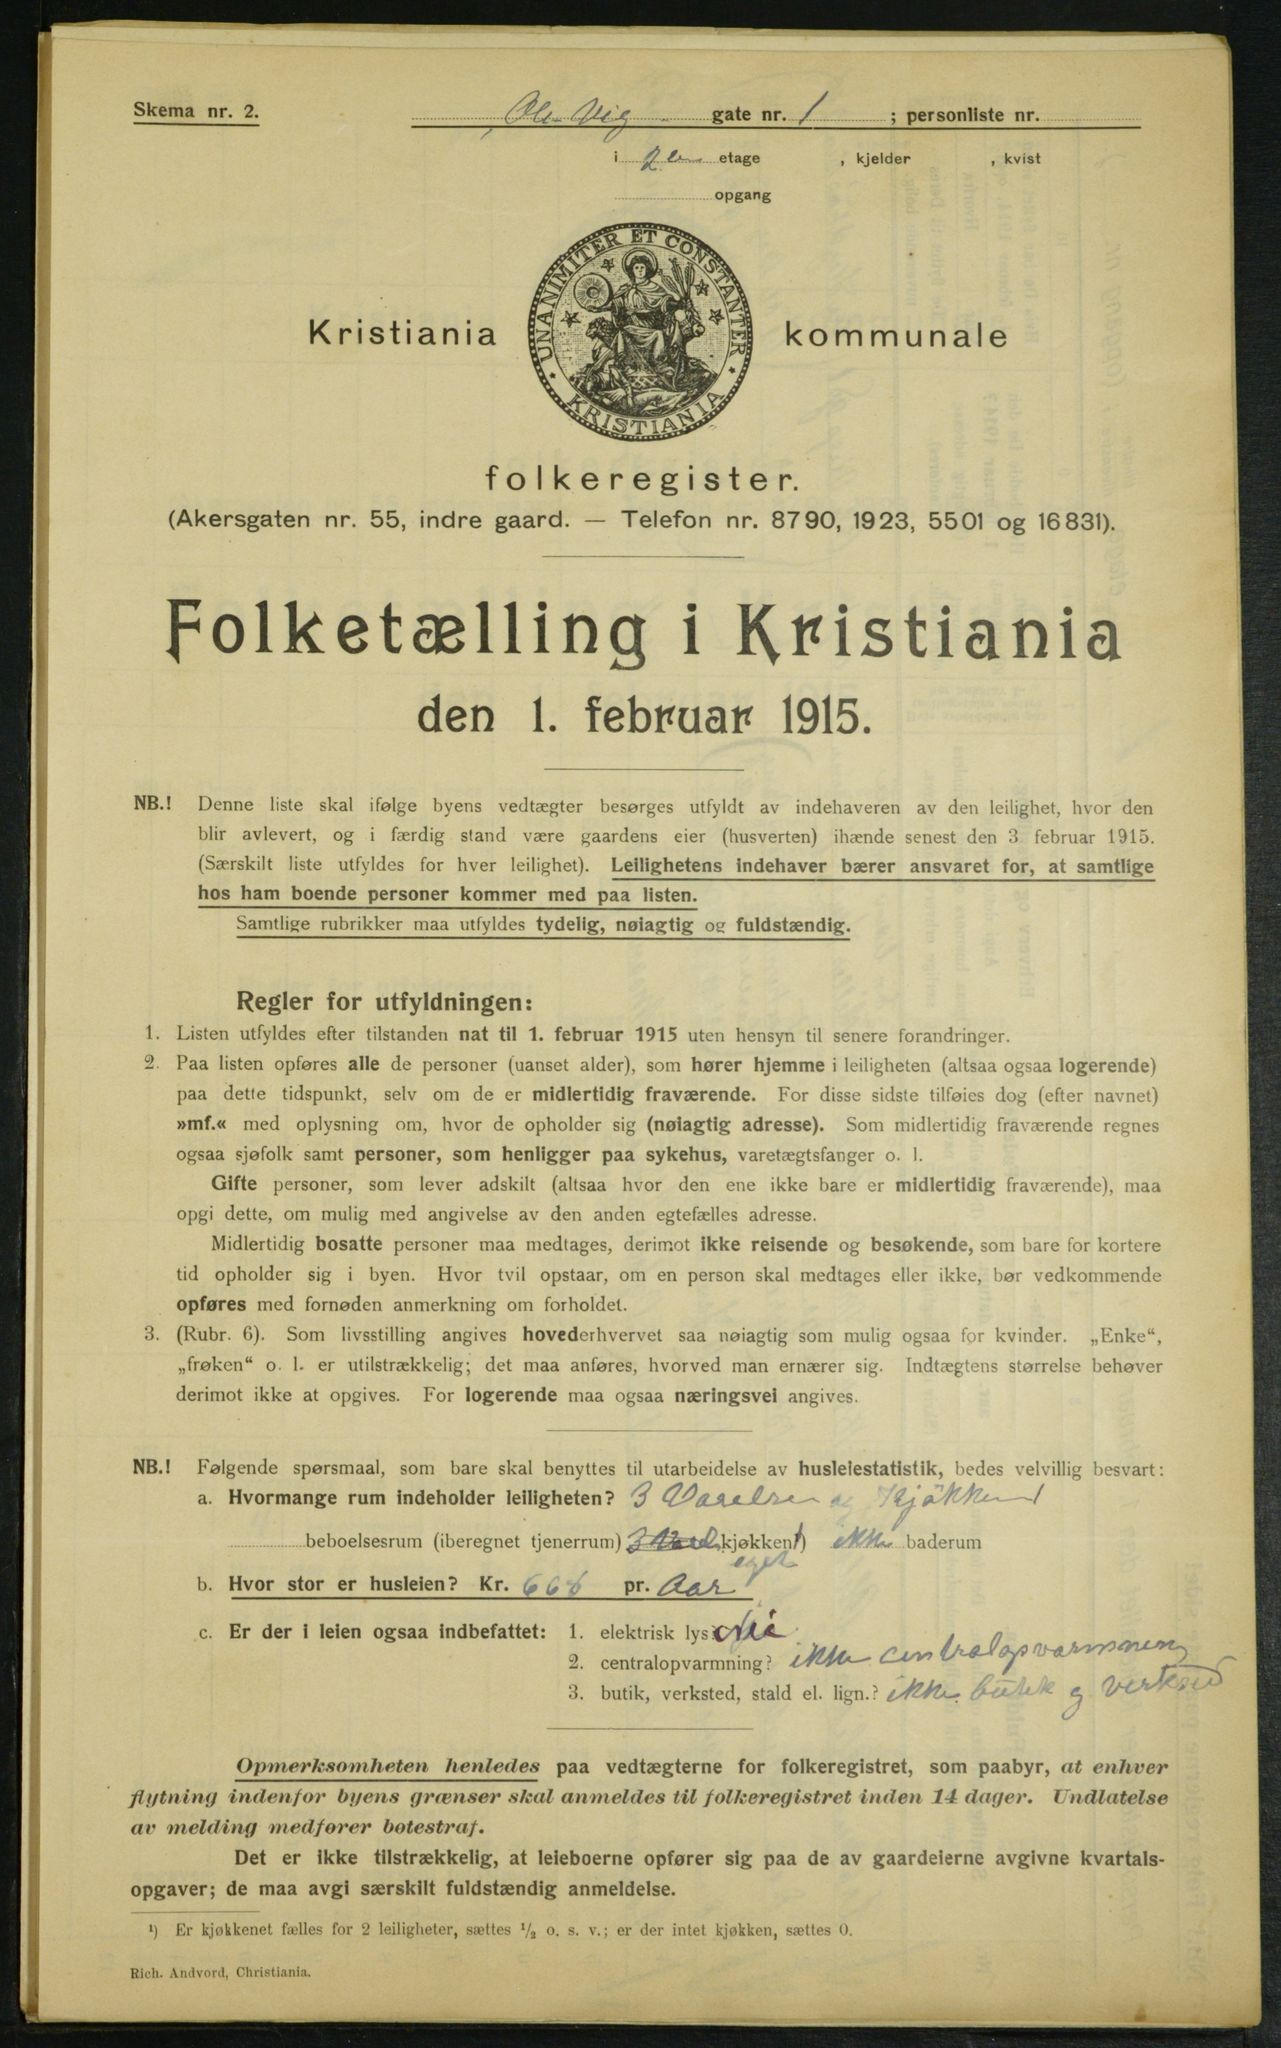 Skema nr. 2.
Ole Vig gate nr. 1 ; personliste nr.
i 2en etage , kjelder , kvist
opgang
UNANIMITER ET CONSTANTER
KRISTIANIA
Kristiania kommunale
folkeregister.
(Akersgaten nr. 55, indre gaard. — Telefon nr. 8790, 1923, 5501 og 16831).
Folketælling i Kristiania
den 1. februar 1915.
NB.! Denne liste skal ifølge byens vedtægter besørges utfyldt av indehaveren av den leilighet, hvor den
blir avlevert, og i færdig stand være gaardens eier (husverten) ihænde senest den 3 februar 1915.
(Særskilt liste utfyldes for hver leilighet). Leilighetens indehaver bærer ansvaret for, at samtlige
hos ham boende personer kommer med paa listen.
Samtlige rubrikker maa utfyldes tydelig, nøiagtig og fuldstændig.
Regler for utfyldningen:
1. Listen utfyldes efter tilstanden nat til 1. februar 1915 uten hensyn til senere forandringer.
2. Paa listen opføres alle de personer (uanset alder), som hører hjemme i leiligheten (altsaa ogsaa logerende)
paa dette tidspunkt, selv om de er midlertidig fraværende. For disse sidste tilføies dog (efter navnet)
»mf.« med oplysning om, hvor de opholder sig (nøiagtig adresse). Som midlertidig fraværende regnes
ogsaa sjøfolk samt personer, som henligger paa sykehus, varetægtsfanger o. l.
Gifte personer, som lever adskilt (altsaa hvor den ene ikke bare er midlertidig fraværende), maa
opgi dette, om mulig med angivelse av den anden egtefælles adresse.
Midlertidig bosatte personer maa medtages, derimot ikke reisende og besøkende, som bare for kortere
tid opholder sig i byen. Hvor tvil opstaar, om en person skal medtages eller ikke, bør vedkommende
opføres med fornøden anmerkning om forholdet.
3. (Rubr. 6). Som livsstilling angives hovederhvervet saa nøiagtig som mulig ogsaa for kvinder. „Enke“,
„frøken“ o. l. er utilstrækkelig; det maa anføres, hvorved man ernærer sig. Indtægtens størrelse behøver
derimot ikke at opgives. For logerende maa ogsaa næringsvei angives.
NB.! Følgende spørsmaal, som bare skal benyttes til utarbeidelse av husleiestatistik, bedes velvillig besvart:
a. Hvormange rum indeholder leiligheten? 3 Værelser og Kjökken 1
beboelsesrum (iberegnet tjenerrum) 3 Vær. kjøkken ¹) ikke baderum
eget
b. Hvor stor er husleien? Kr. 666 pr. Aar
c. Er der i leien ogsaa indbefattet: 1. elektrisk lys? Nei
2. centralopvarmning? ikke centralopvarmning
3. butik, verksted, stald el. lign.? ikke butik og verksted
Opmerksomheten henledes paa vedtægterne for folkeregistret, som paabyr, at enhver
flytning indenfor byens grænser skal anmeldes til folkeregistret inden 14 dager. Undlatelse
av melding medfører bøtestraf.
Det er ikke tilstrækkelig, at leieboerne opfører sig paa de av gaardeierne avgivne kvartals-
opgaver; de maa avgi særskilt fuldstændig anmeldelse.
¹) Er kjøkkenet fælles for 2 leiligheter, sættes ½ o. s. v.; er der intet kjøkken, sættes 0.
Rich. Andvord, Christiania.